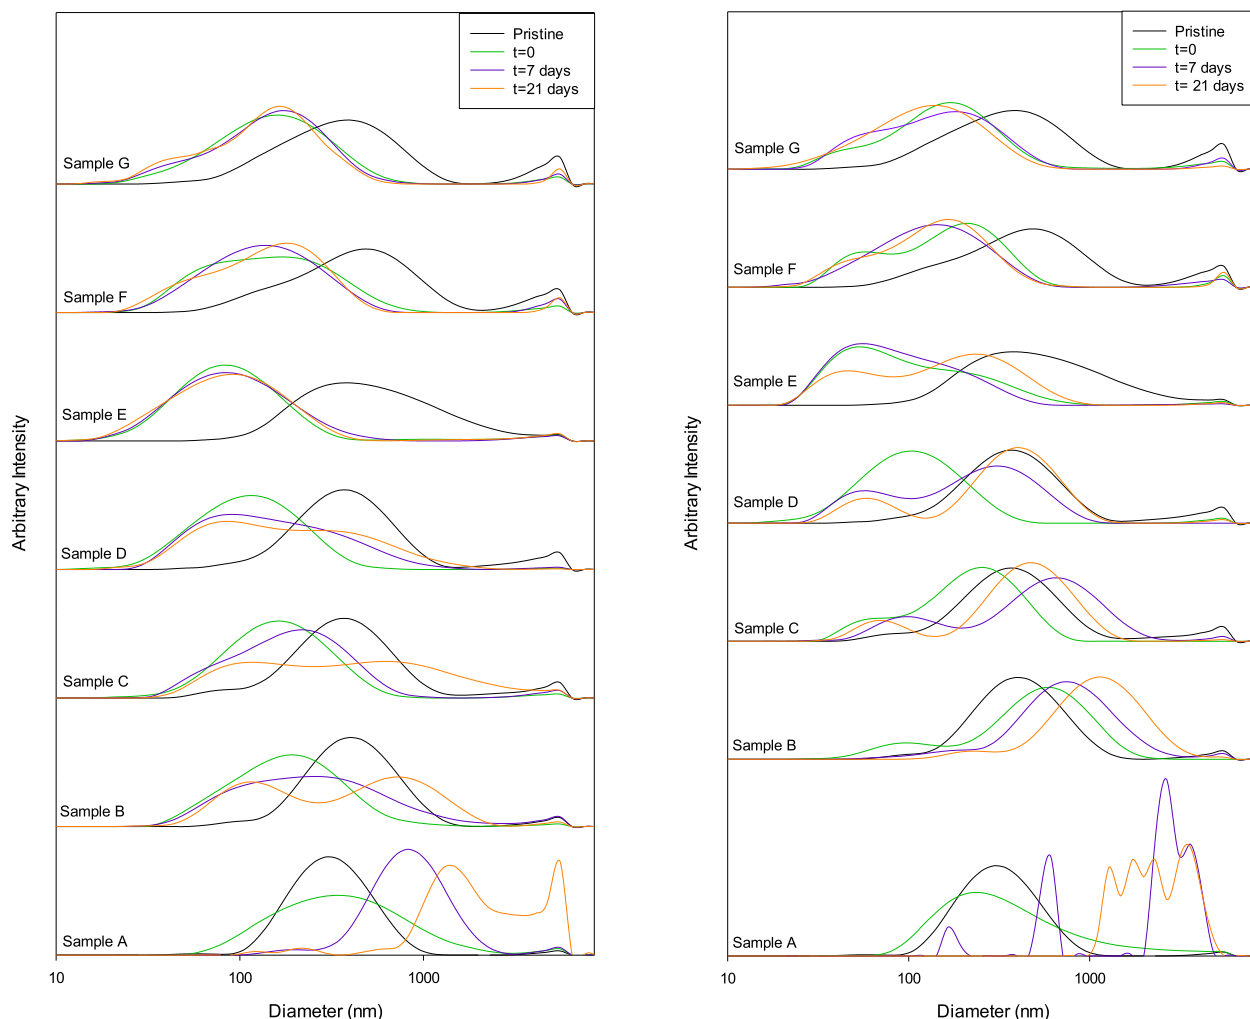 Pristine
t=0
t=7 days
t=21 days
Sample G
Sample F
Sample E
Sample D
Sample C
Sample B
Sample A
Arbitrary Intensity
10
100
1000
Diameter (nm)
Pristine
t=0
t=7 days
t= 21 days
Sample G
Sample F
Sample E
Sample D
Sample C
Sample B
Sample A
Arbitrary Intensity
10
100
1000
Diameter (nm)